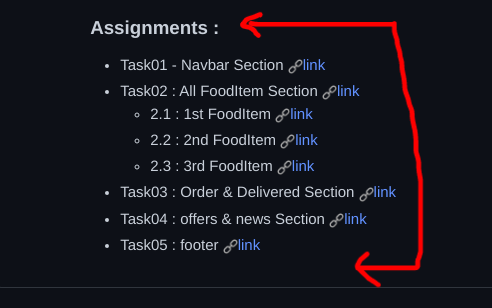 Assignments :
Task01 - Navbar Section 🔗link
Task02 : All FoodItem Section 🔗link
2.1 : 1st FoodItem 🔗link
2.2 : 2nd FoodItem 🔗link
2.3 : 3rd FoodItem 🔗link
Task03 : Order & Delivered Section 🔗link
Task04 : offers & news Section 🔗link
Task05 : footer 🔗link